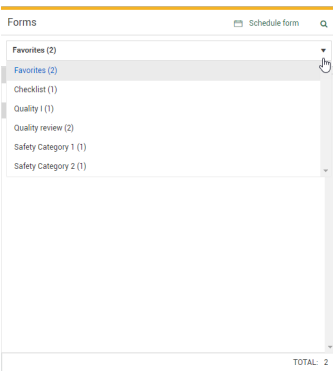 Forms
Schedule form
Favorites (2)
Favorites (2)
Checklist (1)
Quality I (1)
Quality review (2)
Safety Category 1 (1)
Safety Category 2 (1)
TOTAL: 2